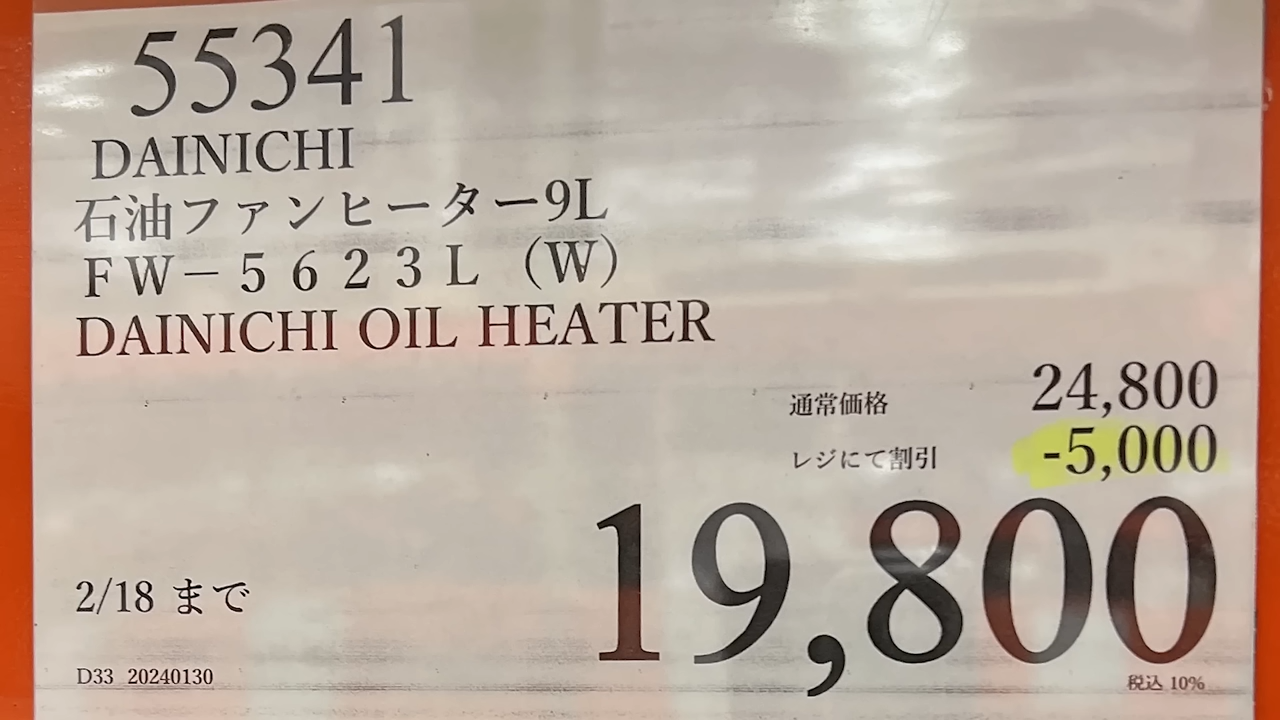 55341
DAINICHI
石油ファンヒーター9L
ＦＷ－５６２３Ｌ（W）
DAINICHI OIL HEATER
通常価格 24,800
レジにて割引 -5,000
19,800
2/18 まで
D33 20240130
税込 10%